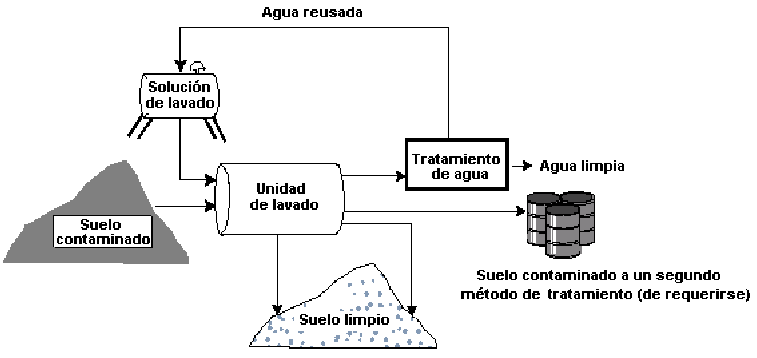 Agua reusada
Solución
de lavado
Tratamiento
de agua
Agua limpia
Unidad
de lavado
Suelo
contaminado
Suelo contaminado a un segundo
método de tratamiento (de requerirse)
Suelo limpio